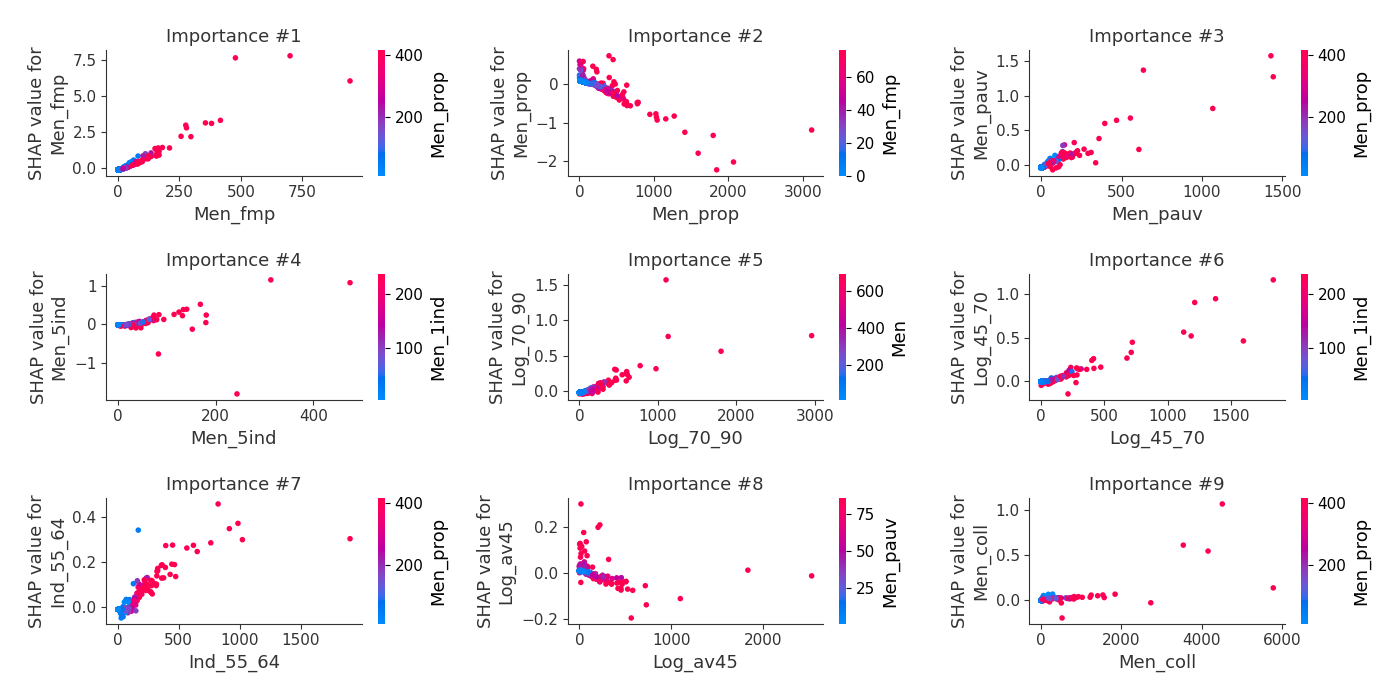 Importance #1
SHAP value for
Men_fmp
7.5
5.0
2.5
0.0
0
250
500
750
Men_fmp
400
200
Men_prop
Importance #2
SHAP value for
Men_prop
0
−1
−2
0
1000
2000
3000
Men_prop
60
40
20
0
Men_fmp
Importance #3
SHAP value for
Men_pauv
1.5
1.0
0.5
0.0
0
500
1000
1500
Men_pauv
400
200
Men_prop
Importance #4
SHAP value for
Men_5ind
1
0
−1
0
200
400
Men_5ind
200
100
Men_1ind
Importance #5
SHAP value for
Log_70_90
1.5
1.0
0.5
0.0
0
1000
2000
3000
Log_70_90
600
400
200
Men
Importance #6
SHAP value for
Log_45_70
1.0
0.5
0.0
0
500
1000
1500
Log_45_70
200
100
Men_1ind
Importance #7
SHAP value for
Ind_55_64
0.4
0.2
0.0
0
500
1000
1500
Ind_55_64
400
200
Men_prop
Importance #8
SHAP value for
Log_av45
0.2
0.0
−0.2
0
1000
2000
Log_av45
75
50
25
Men_pauv
Importance #9
SHAP value for
Men_coll
1.0
0.5
0.0
0
2000
4000
6000
Men_coll
400
200
Men_prop